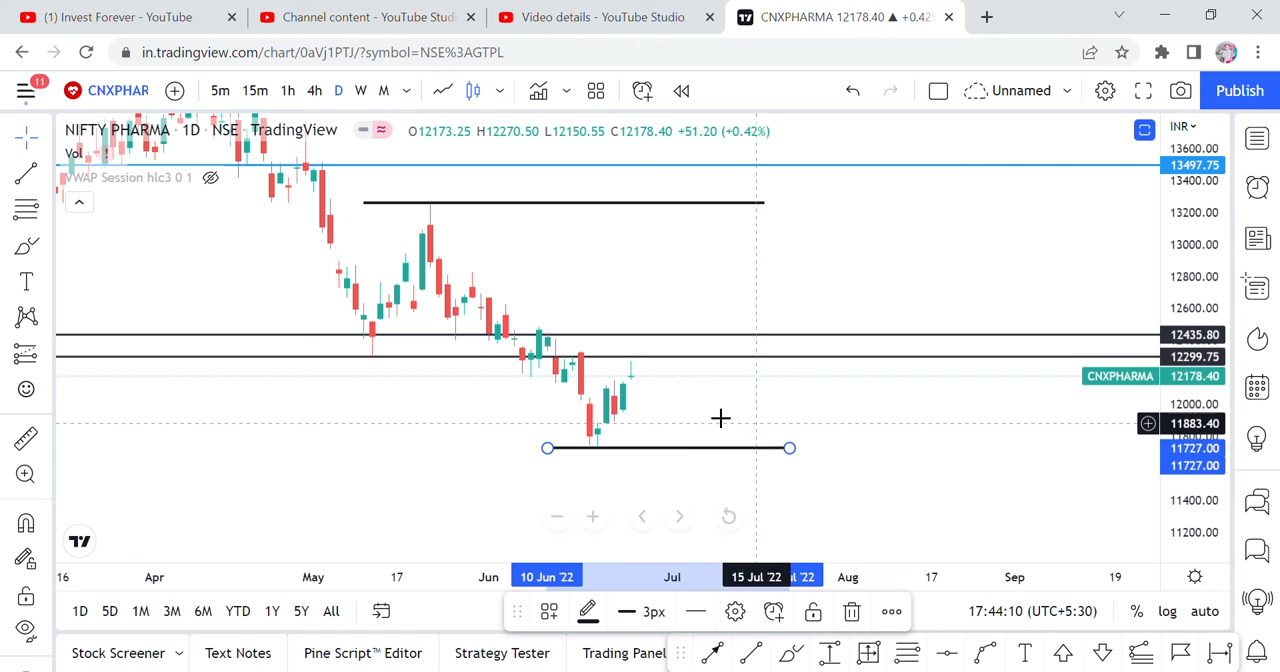 (1) Invest Forever - YouTube
Channel content - YouTube Studi
Video details - YouTube Studio
CNXPHARMA 12178.40 ▲ +0.42%
in.tradingview.com/chart/0aVj1PTJ/?symbol=NSE%3AGTPL
11
CNXPHAR
5m 15m 1h 4h D W M
Unnamed
Publish
NIFTY PHARMA · 1D · NSE TradingView
O12173.25 H12270.50 L12150.55 C12178.40 +51.20 (+0.42%)
INR
Vol
VWAP Session hlc3 0 1
13600.00
13497.75
13400.00
13200.00
13000.00
12800.00
12600.00
12435.80
12299.75
CNXPHARMA 12178.40
12000.00
11883.40
11727.00
11727.00
11400.00
11200.00
16 Apr May 17 Jun 10 Jun '22 Jul 15 Jul '22 '22 Aug 17 Sep 19
1D 5D 1M 3M 6M YTD 1Y 5Y All
3px
17:44:10 (UTC+5:30)
% log auto
Stock Screener Text Notes Pine Script™ Editor Strategy Tester Trading Panel